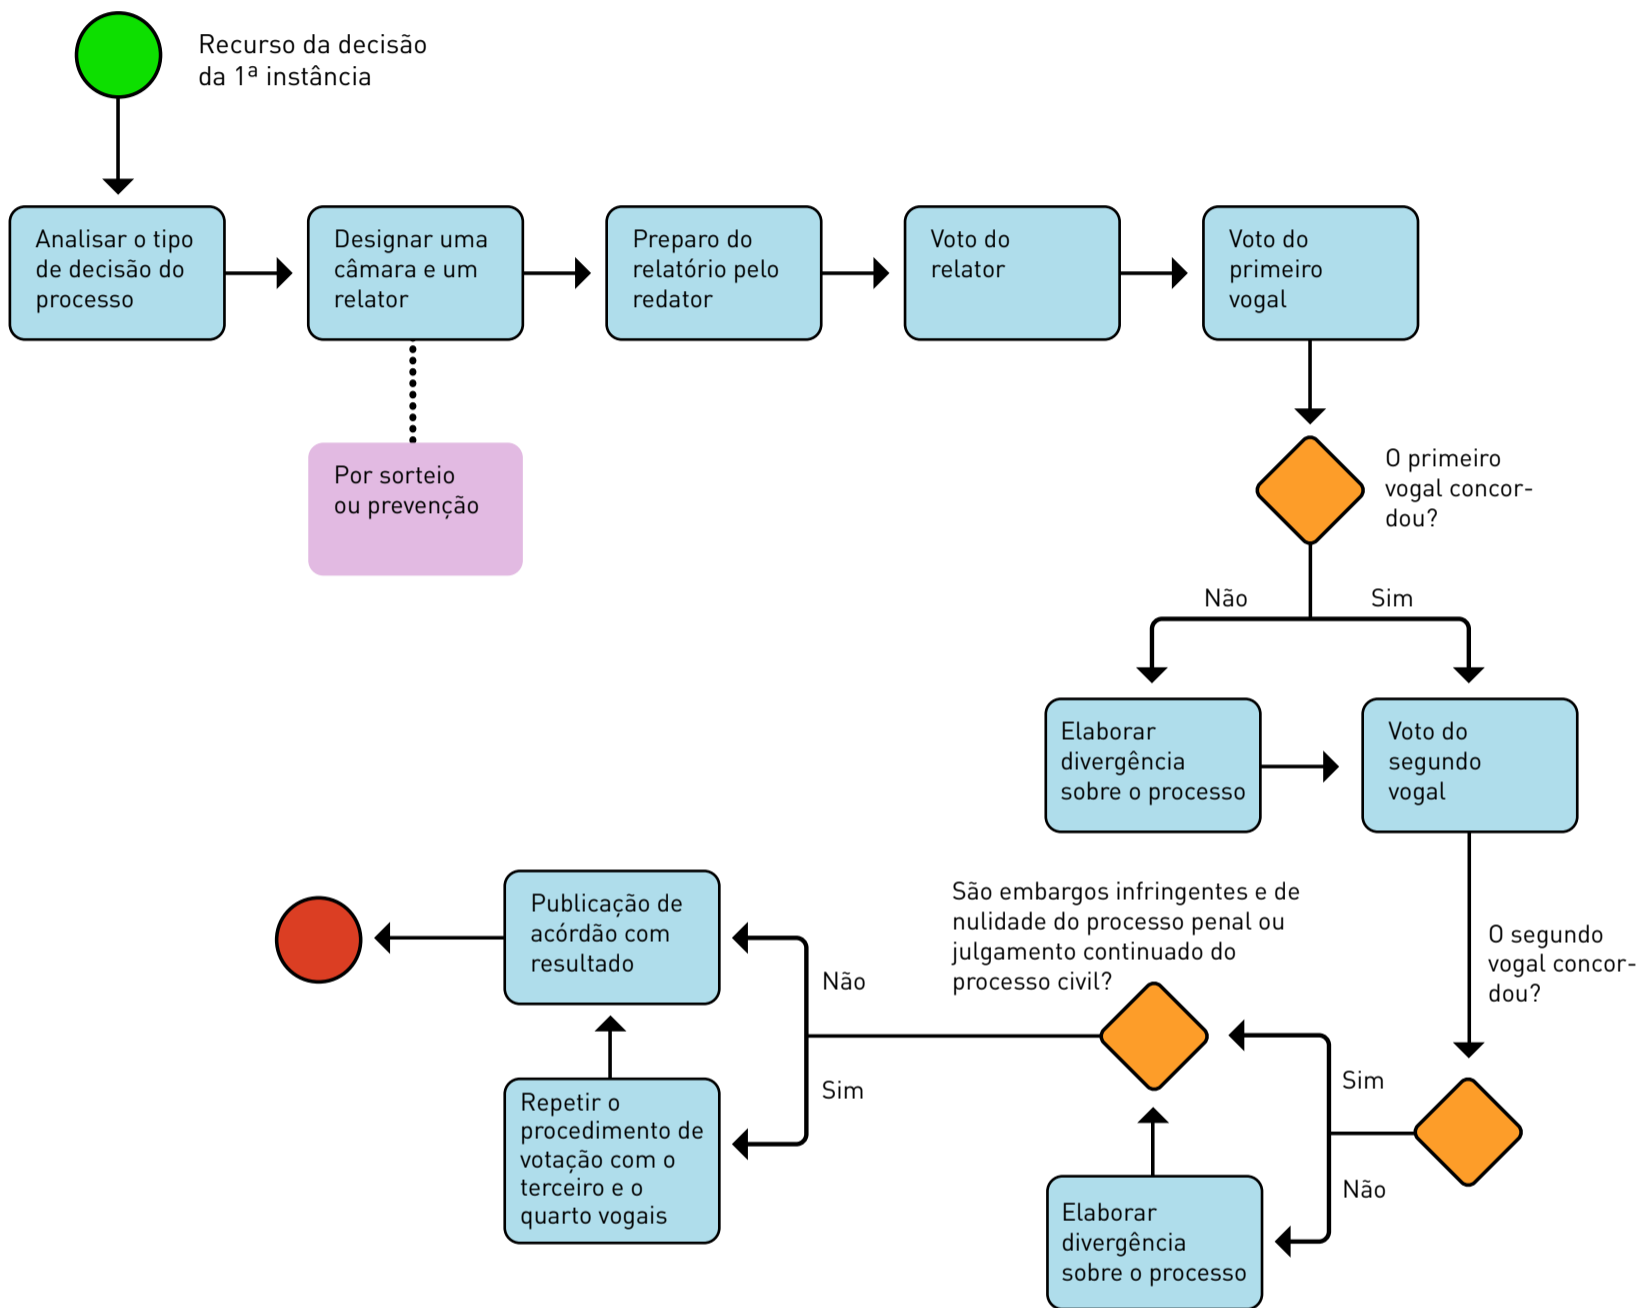 Recurso da decisão
da 1ª instância
Analisar o tipo
de decisão do
processo
Designar uma
câmara e um
relator
Preparo do
relatório pelo
redator
Voto do
relator
Voto do
primeiro
vogal
Por sorteio
ou prevenção
O primeiro
vogal concor-
dou?
Não
Sim
Elaborar
divergência
sobre o processo
Voto do
segundo
vogal
O segundo
vogal concor-
dou?
Sim
Não
Elaborar
divergência
sobre o processo
São embargos infringentes e de
nulidade do processo penal ou
julgamento continuado do
processo civil?
Não
Sim
Publicação de
acórdão com
resultado
Repetir o
procedimento de
votação com o
terceiro e o
quarto vogais